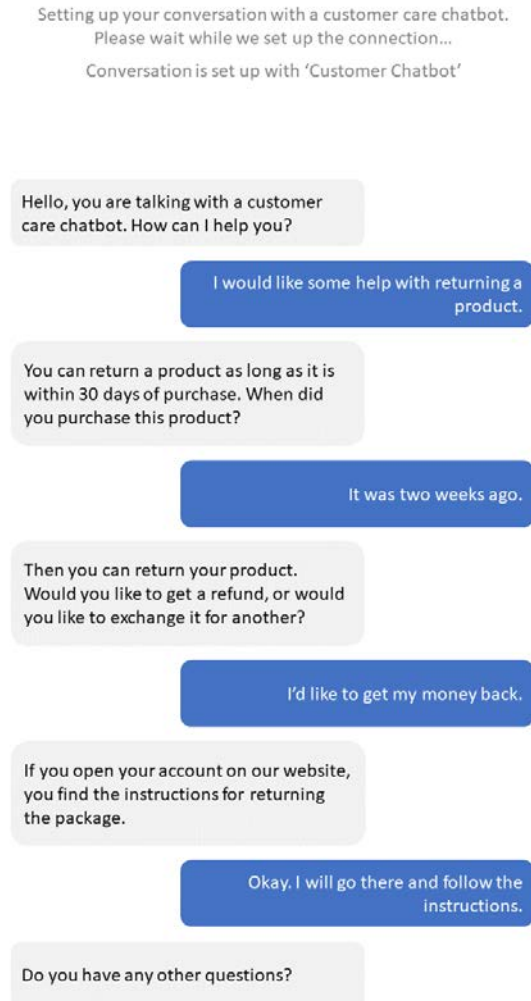 Setting up your conversation with a customer care chatbot.
Please wait while we set up the connection...
Conversation is set up with ‘Customer Chatbot’
Hello, you are talking with a customer
care chatbot. How can I help you?
I would like some help with returning a
product.
You can return a product as long as it is
within 30 days of purchase. When did
you purchase this product?
It was two weeks ago.
Then you can return your product.
Would you like to get a refund, or would
you like to exchange it for another?
I’d like to get my money back.
If you open your account on our website,
you find the instructions for returning
the package.
Okay. I will go there and follow the
instructions.
Do you have any other questions?